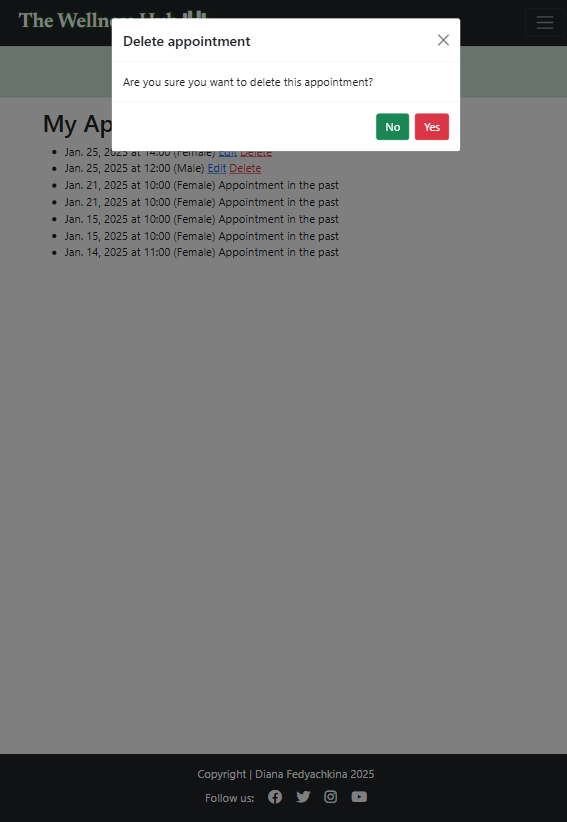 The Wellness Hub
Delete appointment
Are you sure you want to delete this appointment?
No Yes
My Ap
Jan. 25, 2025 at 14:00 (Female) Edit Delete
Jan. 25, 2025 at 12:00 (Male) Edit Delete
Jan. 21, 2025 at 10:00 (Female) Appointment in the past
Jan. 21, 2025 at 10:00 (Female) Appointment in the past
Jan. 15, 2025 at 10:00 (Female) Appointment in the past
Jan. 15, 2025 at 10:00 (Female) Appointment in the past
Jan. 14, 2025 at 11:00 (Female) Appointment in the past
Copyright | Diana Fedyachkina 2025
Follow us: